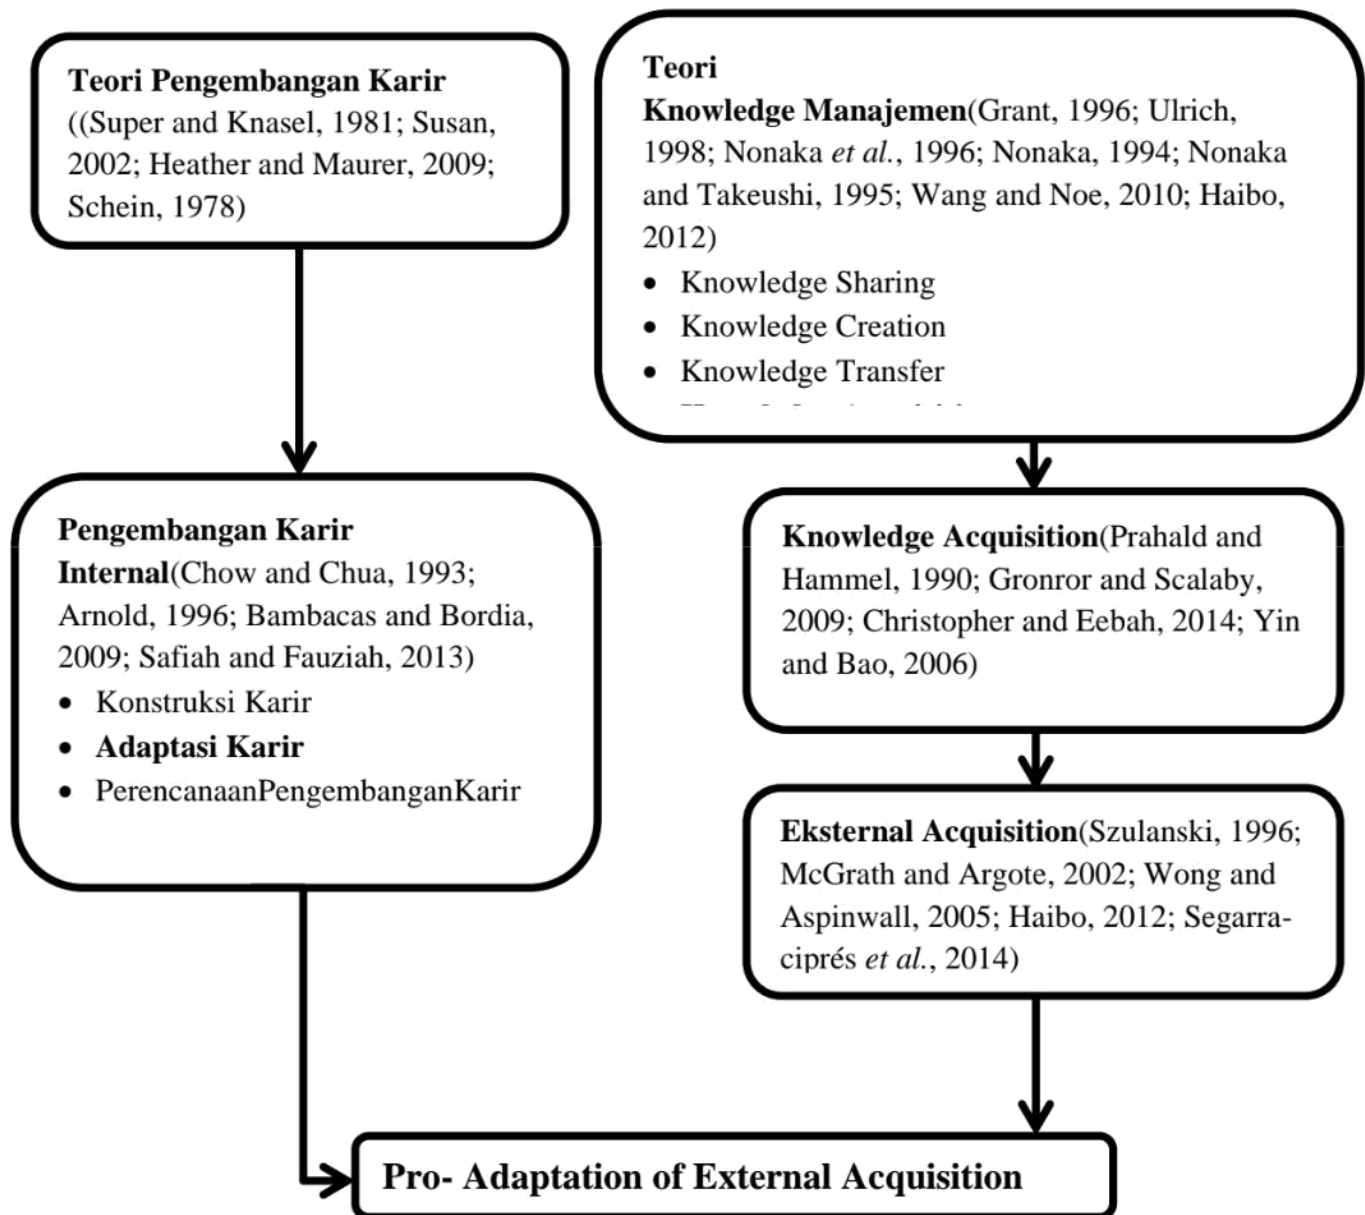 Teori Pengembangan Karir
((Super and Knasel, 1981; Susan,
2002; Heather and Maurer, 2009;
Schein, 1978)
Teori
Knowledge Manajemen(Grant, 1996; Ulrich,
1998; Nonaka et al., 1996; Nonaka, 1994; Nonaka
and Takeushi, 1995; Wang and Noe, 2010; Haibo,
2012)
• Knowledge Sharing
• Knowledge Creation
• Knowledge Transfer
Pengembangan Karir
Internal(Chow and Chua, 1993;
Arnold, 1996; Bambacas and Bordia,
2009; Safiah and Fauziah, 2013)
• Konstruksi Karir
• Adaptasi Karir
• PerencanaanPengembanganKarir
Knowledge Acquisition(Prahald and
Hammel, 1990; Gronror and Scalaby,
2009; Christopher and Eebah, 2014; Yin
and Bao, 2006)
Eksternal Acquisition(Szulanski, 1996;
McGrath and Argote, 2002; Wong and
Aspinwall, 2005; Haibo, 2012; Segarra-
ciprés et al., 2014)
Pro- Adaptation of External Acquisition